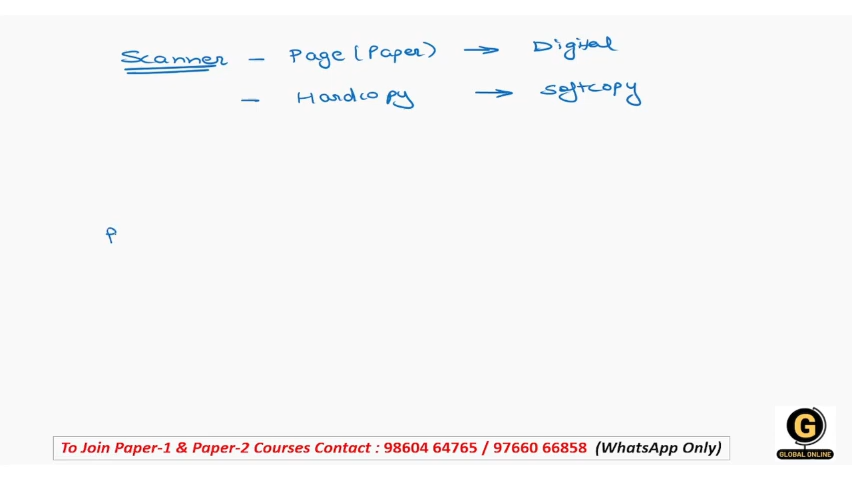 Scanner - Page (Paper) → Digital
- Hardcopy → Softcopy
P
To Join Paper-1 & Paper-2 Courses Contact : 98604 64765 / 97660 66858 (WhatsApp Only)
G
GLOBAL ONLINE